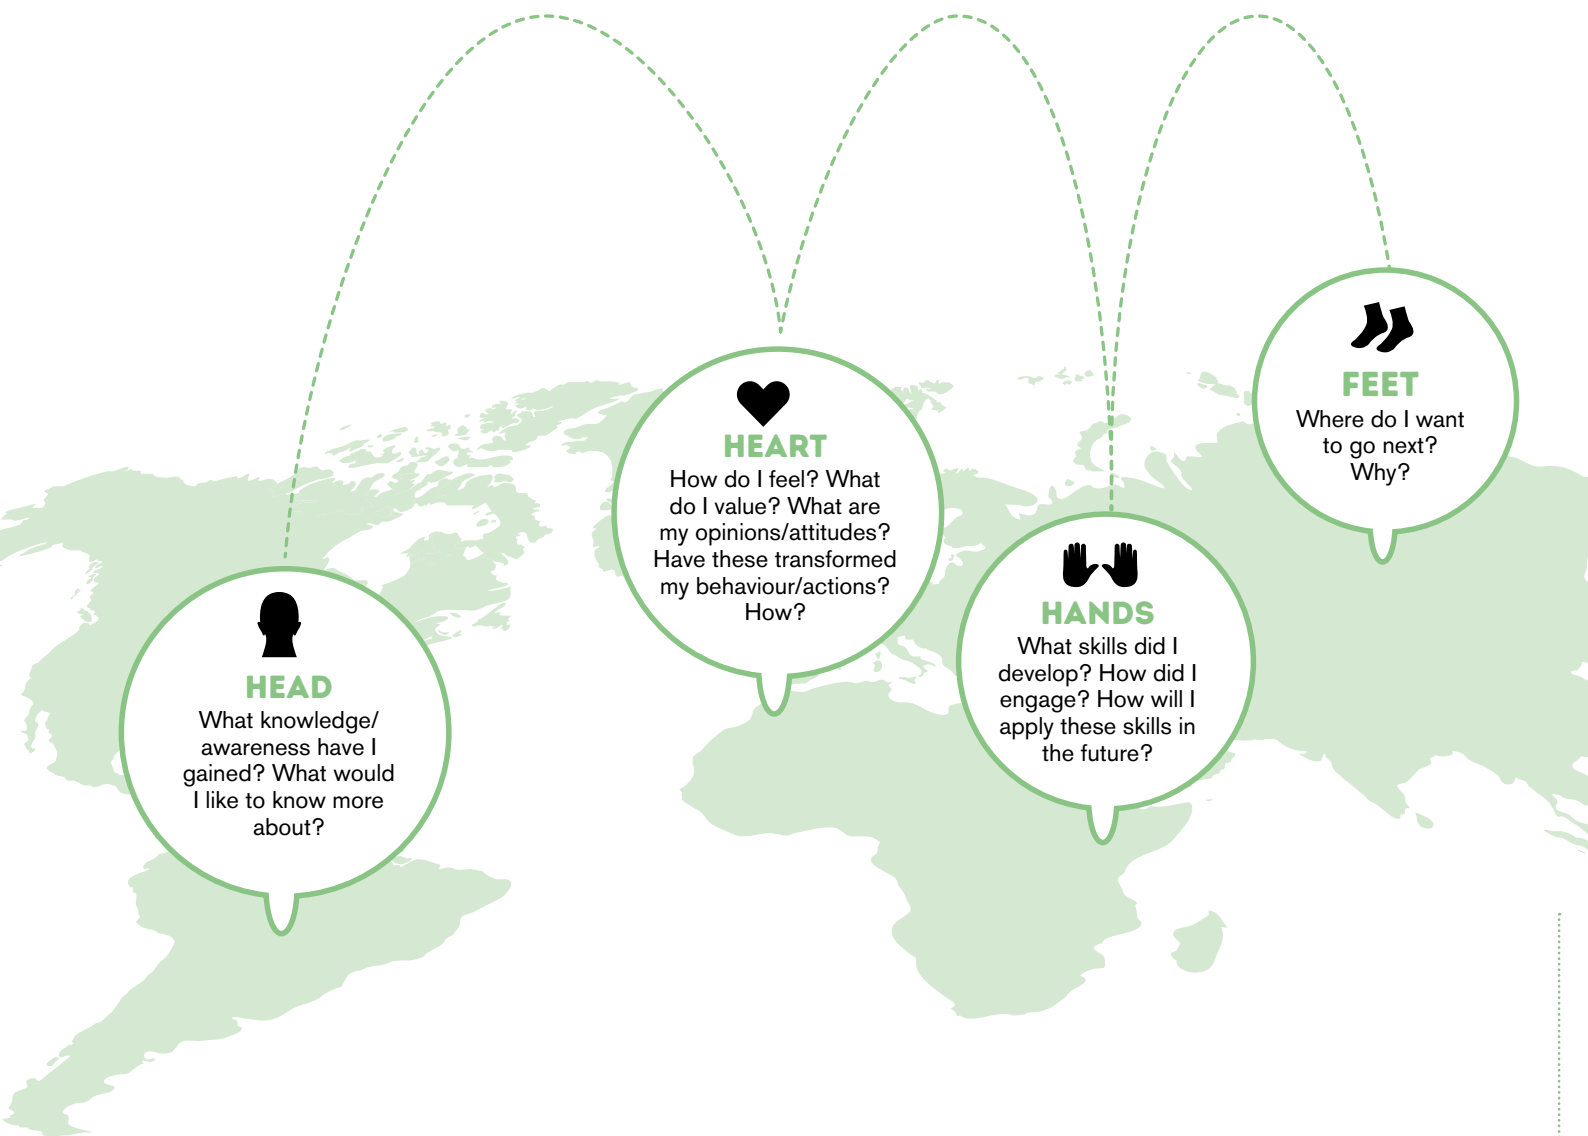 HEAD
What knowledge/
awareness have I
gained? What would
I like to know more
about?
HEART
How do I feel? What
do I value? What are
my opinions/attitudes?
Have these transformed
my behaviour/actions?
How?
HANDS
What skills did I
develop? How did I
engage? How will I
apply these skills in
the future?
FEET
Where do I want
to go next?
Why?